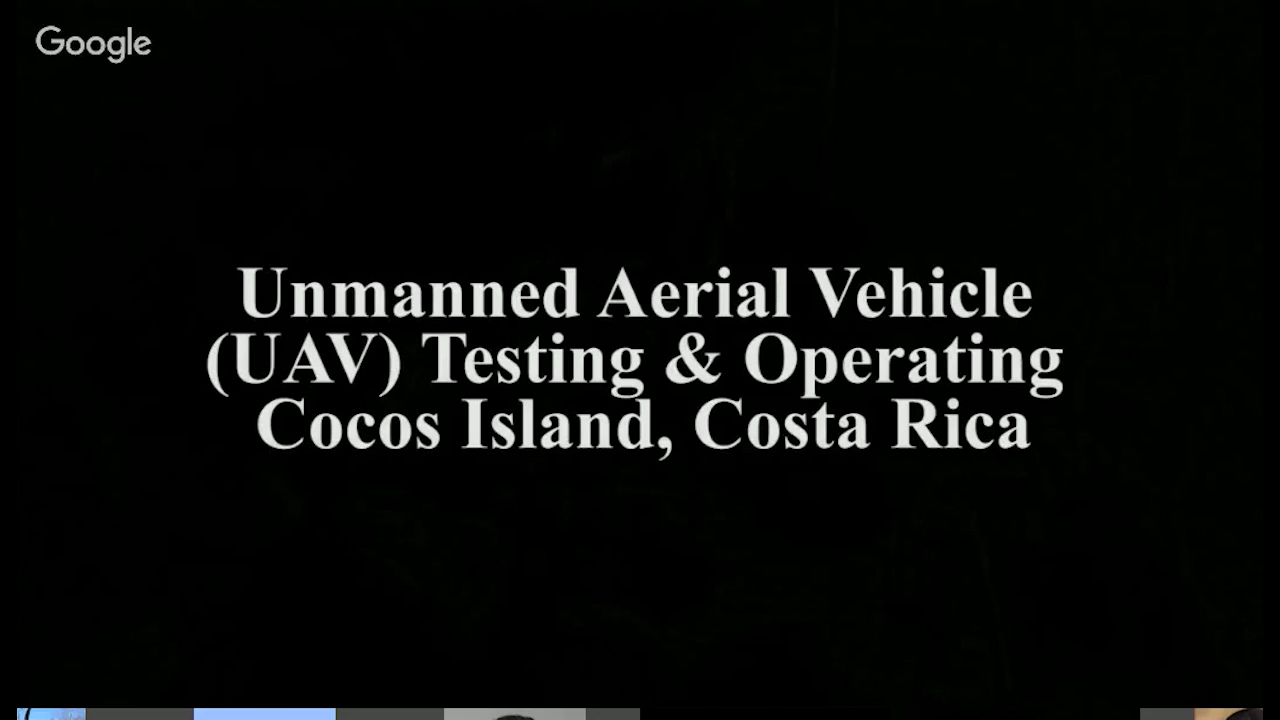 Google
Unmanned Aerial Vehicle
(UAV) Testing & Operating
Cocos Island, Costa Rica